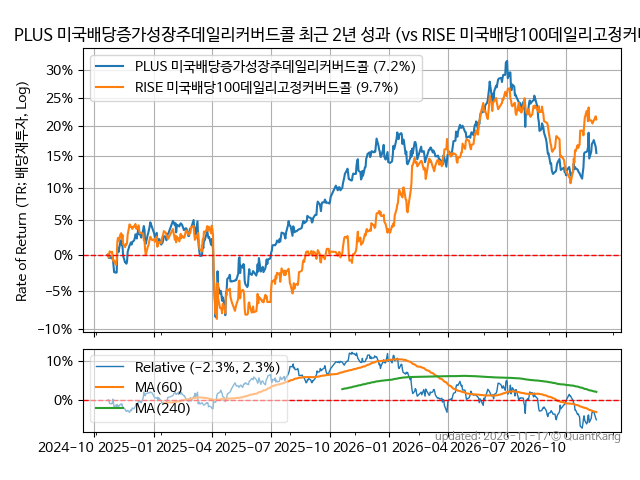 PLUS 미국배당증가성장주데일리커버드콜 최근 2년 성과 (vs RISE 미국배당100데일리고정커버
Rate of Return (TR: 배당재투자, Log)
30%
25%
20%
15%
10%
5%
0%
−5%
−10%
PLUS 미국배당증가성장주데일리커버드콜 (7.2%)
RISE 미국배당100데일리고정커버드콜 (9.7%)
10%
0%
Relative (−2.3%, 2.3%)
MA(60)
MA(240)
2024−10 2025−01 2025−04 2025−07 2025−10 2026−01 2026−04 2026−07 2026−10
updated: 2026−11−17 © QuantKang